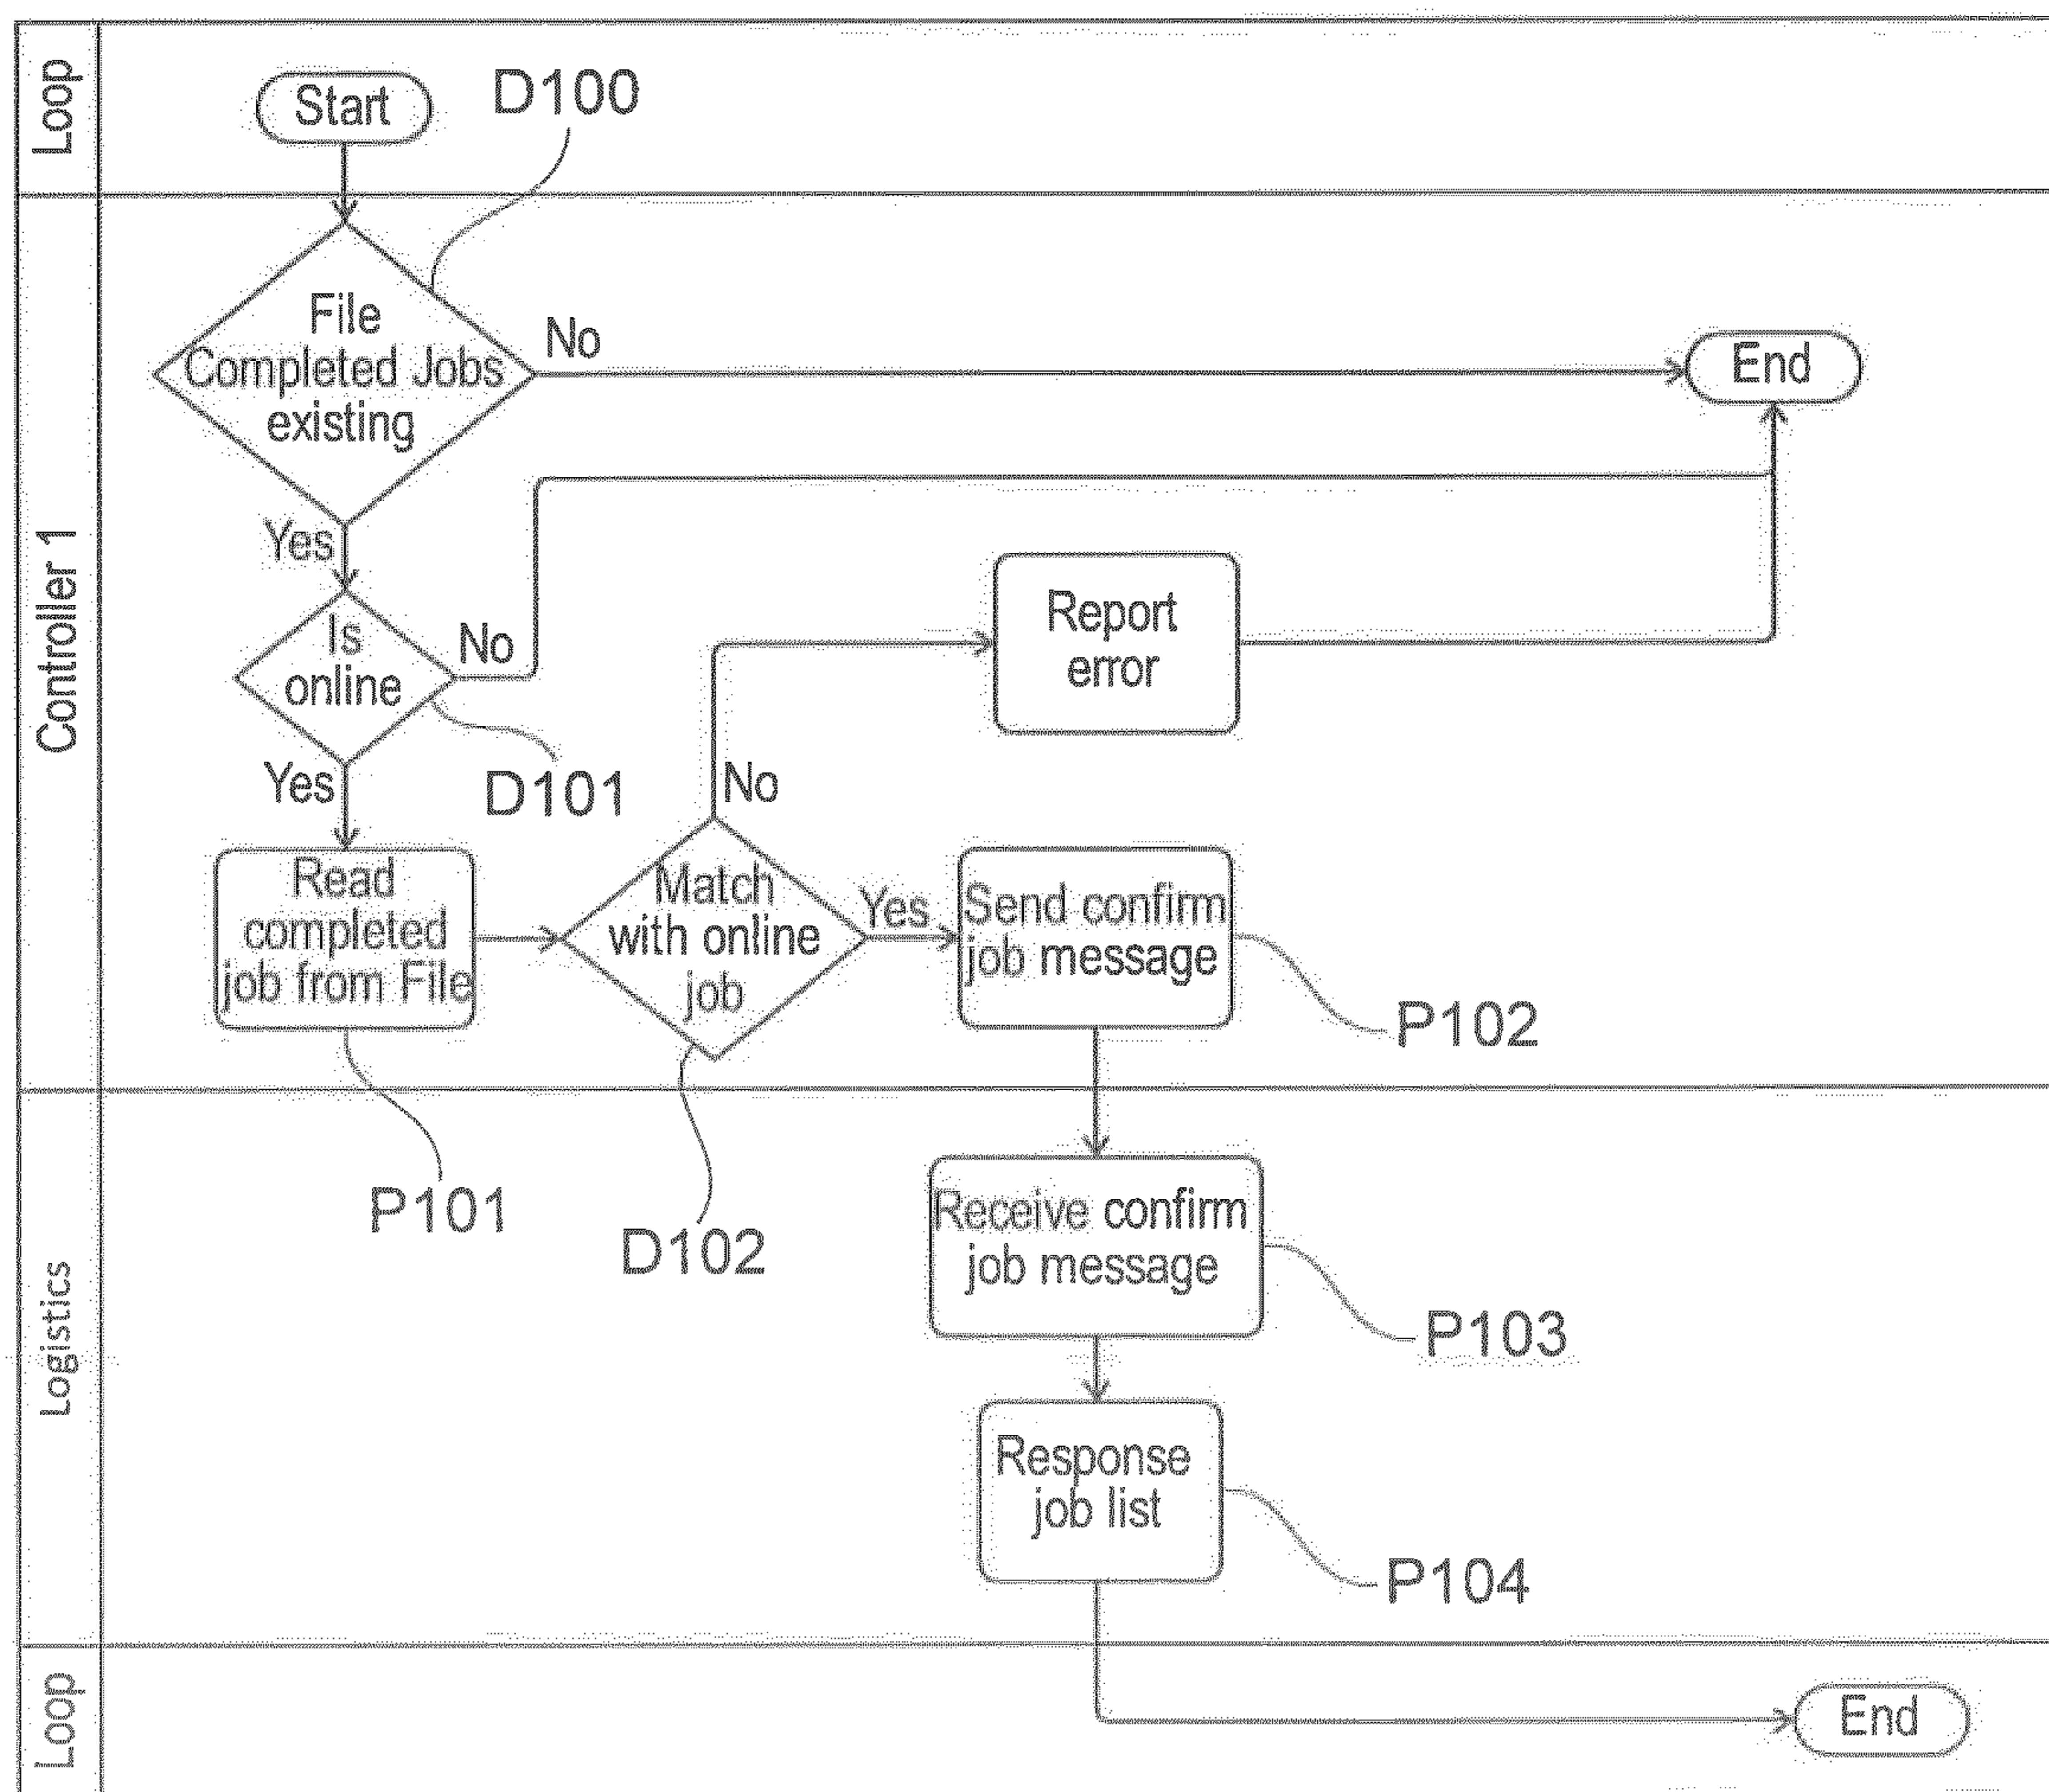 Loop
Start
D100
Controller 1
File
Completed Jobs
existing
No
End
Yes
Is
online
No
D101
Yes
Report
error
No
Read
completed
job from File
Match
with online
job
Yes
Send confirm
job message
P102
P101
D102
Logistics
Receive confirm
job message
P103
Response
job list
P104
Loop
End